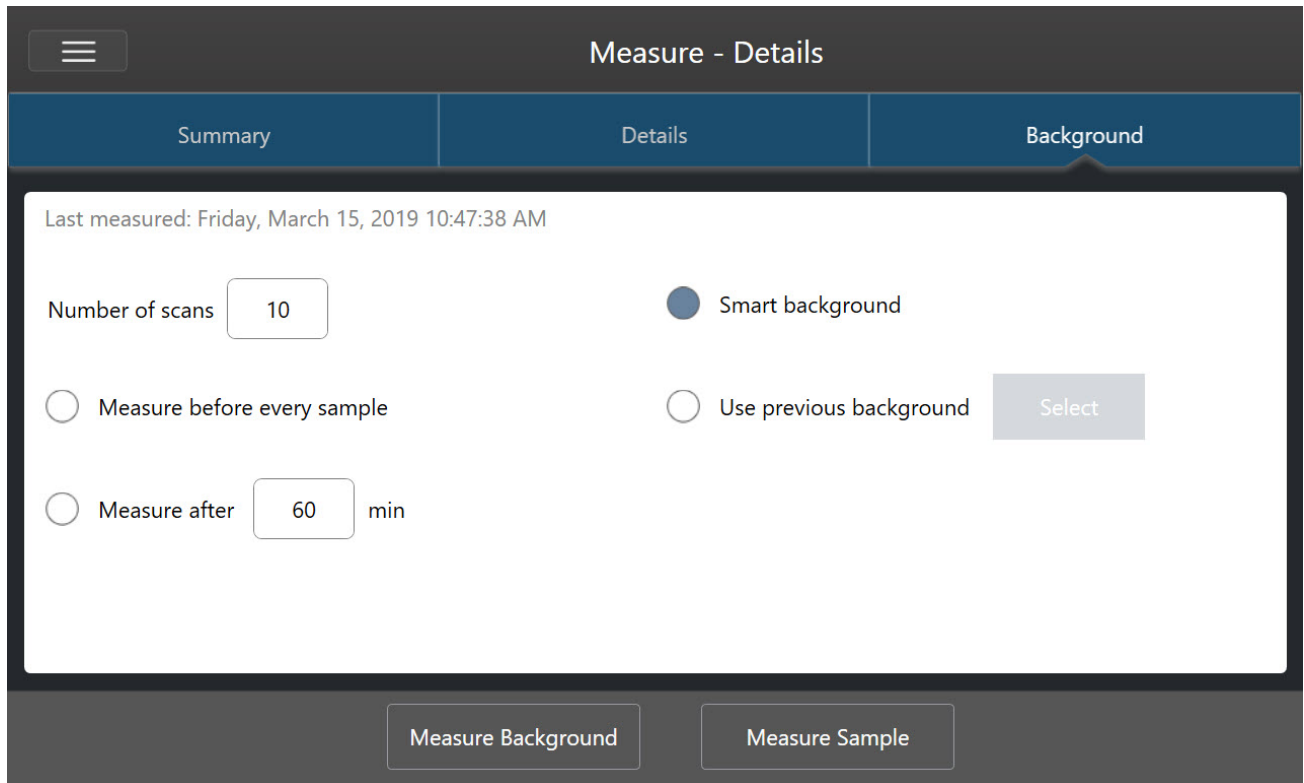 Measure - Details
Summary
Details
Background
Last measured: Friday, March 15, 2019 10:47:38 AM
Number of scans 10
Smart background
Measure before every sample
Use previous background Select
Measure after 60 min
Measure Background
Measure Sample